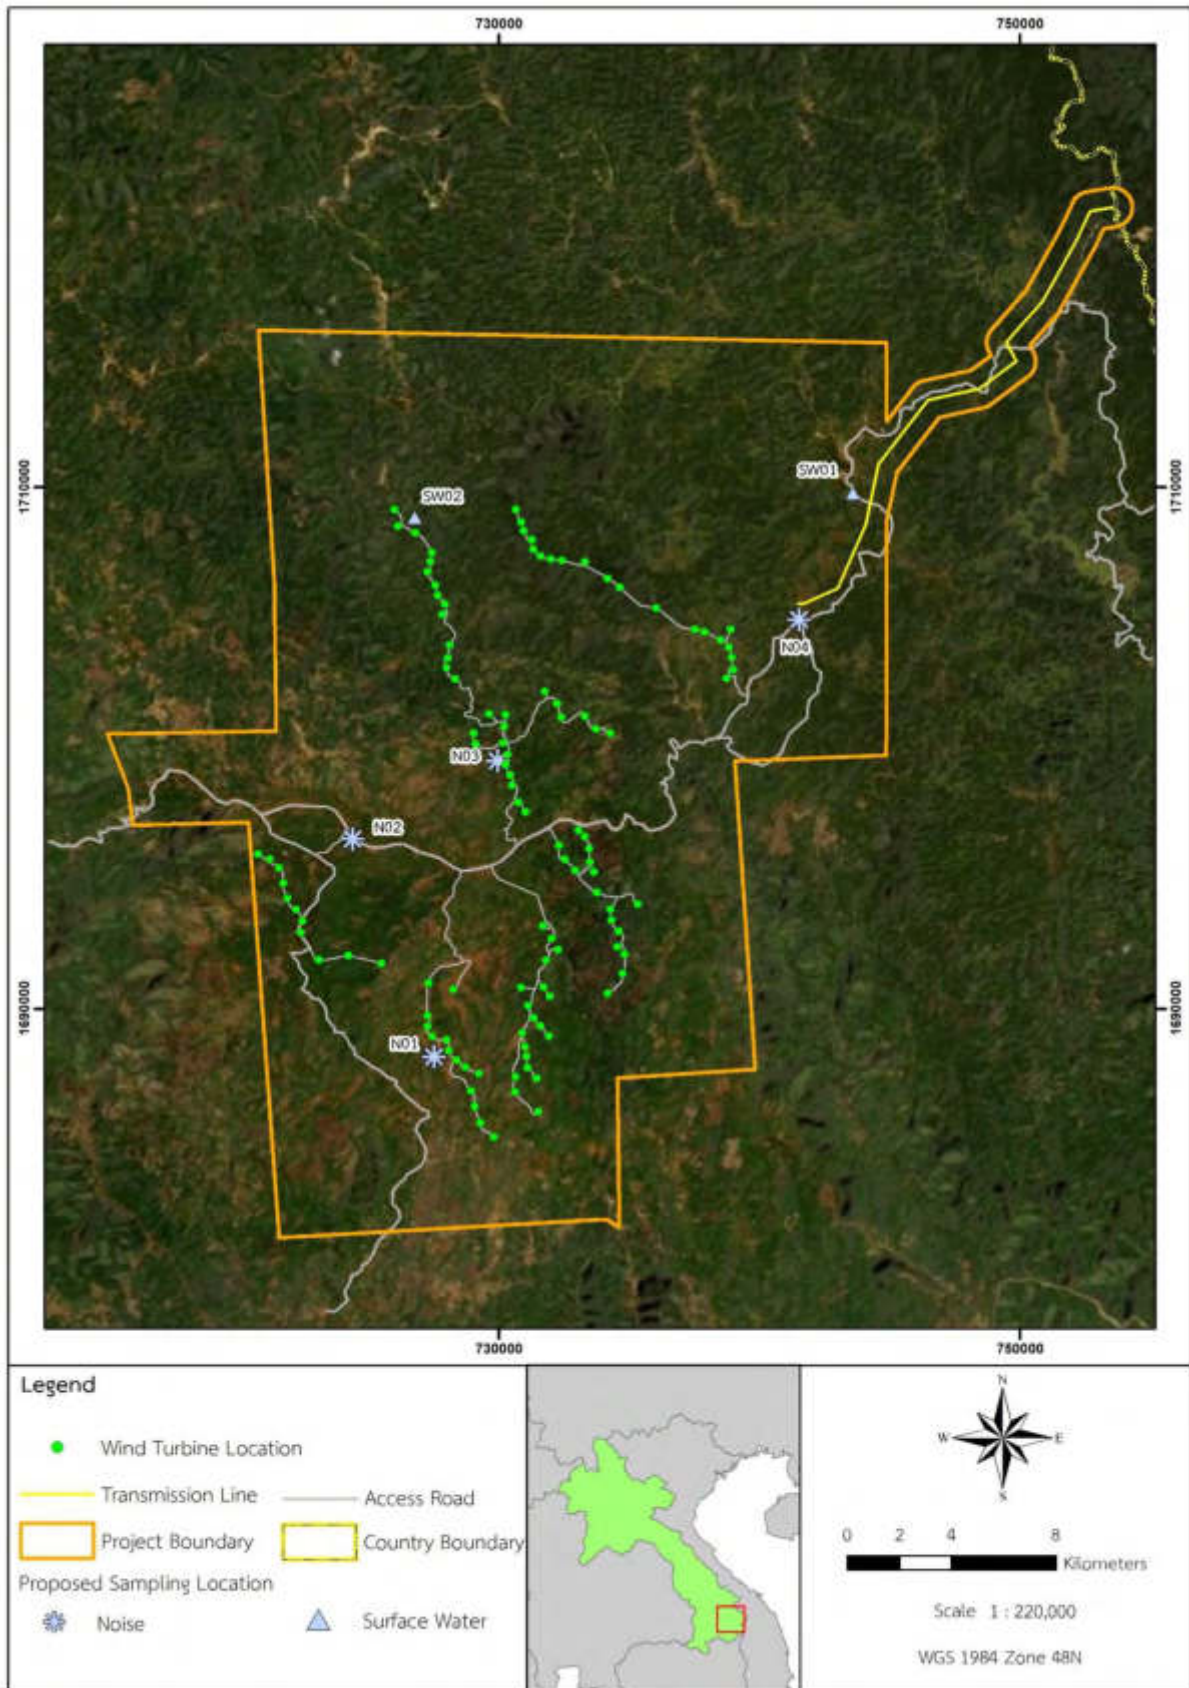 730000
750000
1710000
1710000
SW01
SW02
N04
N03
N02
1690000
1690000
N01
730000
750000
Legend
Wind Turbine Location
Transmission Line
Access Road
Project Boundary
Country Boundary
Proposed Sampling Location
Noise
Surface Water
N
W
E
S
0 2 4 8
Kilometers
Scale 1 : 220,000
WGS 1984 Zone 48N